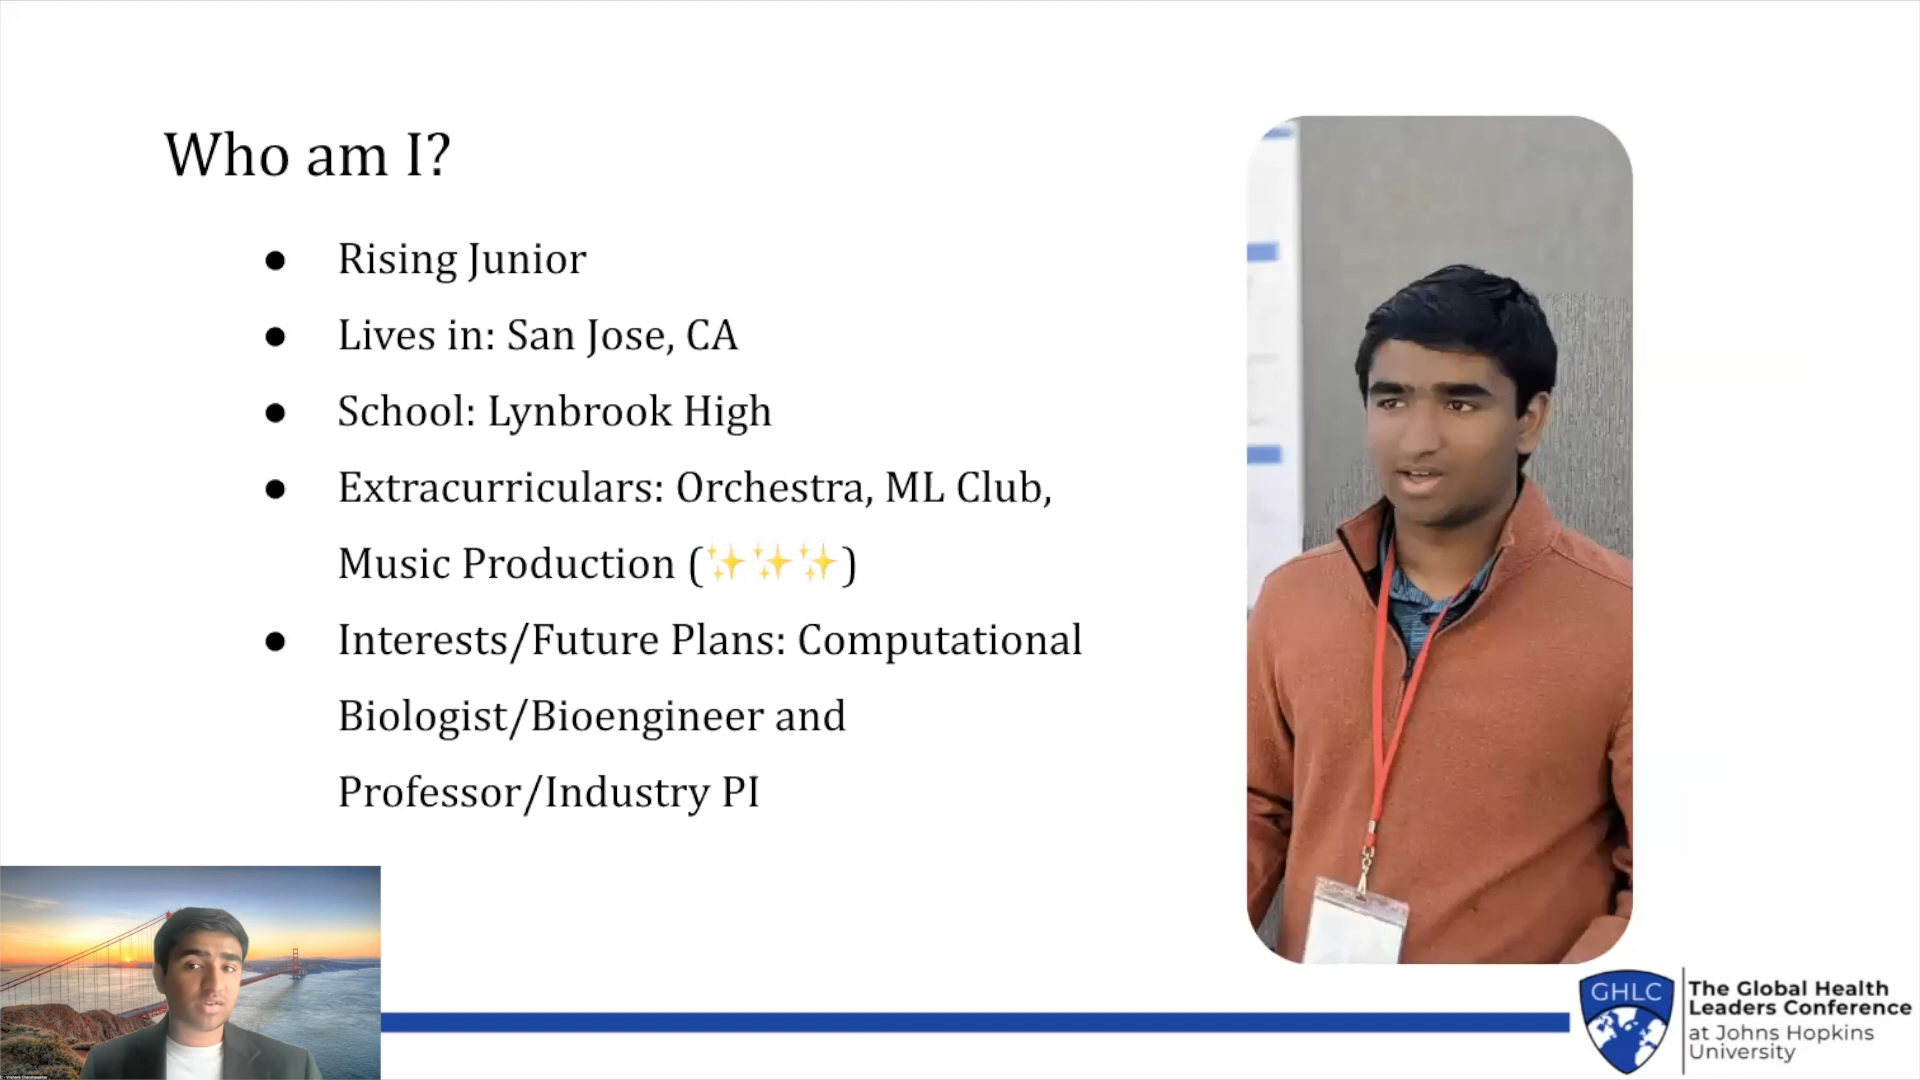 Who am I?
● Rising Junior
● Lives in: San Jose, CA
● School: Lynbrook High
● Extracurriculars: Orchestra, ML Club,
Music Production (✨✨✨)
● Interests/Future Plans: Computational
Biologist/Bioengineer and
Professor/Industry PI
GHLC
The Global Health
Leaders Conference
at Johns Hopkins
University